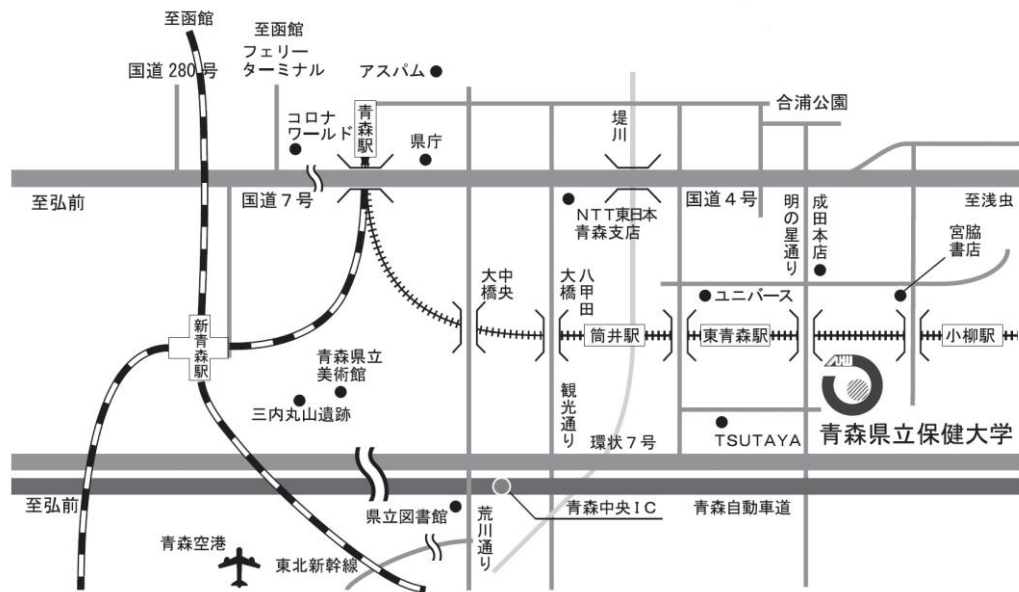 至函館
至函館
フェリー
ターミナル
国道280号
アスパム
青森駅
コロナ
ワールド
県庁
堤川
合浦公園
至弘前
国道7号
NTT東日本
青森支店
国道4号
明の星通り
成田本店
至浅虫
宮脇
書店
中央
大橋
八甲田
大橋
ユニバース
新青森駅
筒井駅
東青森駅
小柳駅
青森県立
美術館
三内丸山遺跡
観光通り
環状7号
TSUTAYA
AHU
青森県立保健大学
至弘前
県立図書館
荒川通り
青森中央IC
青森自動車道
青森空港
東北新幹線